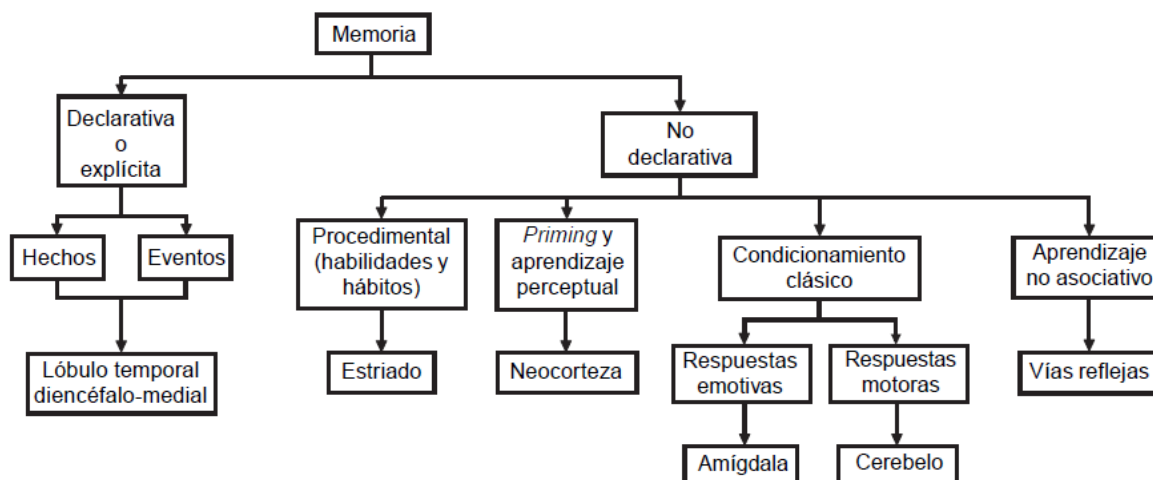 Memoria
Declarativa
o
explícita
No
declarativa
Hechos
Eventos
Procedimental
(habilidades y
hábitos)
Priming y
aprendizaje
perceptual
Condicionamiento
clásico
Aprendizaje
no asociativo
Lóbulo temporal
diencéfalo-medial
Estriado
Neocorteza
Respuestas
emotivas
Respuestas
motoras
Vías reflejas
Amígdala
Cerebelo